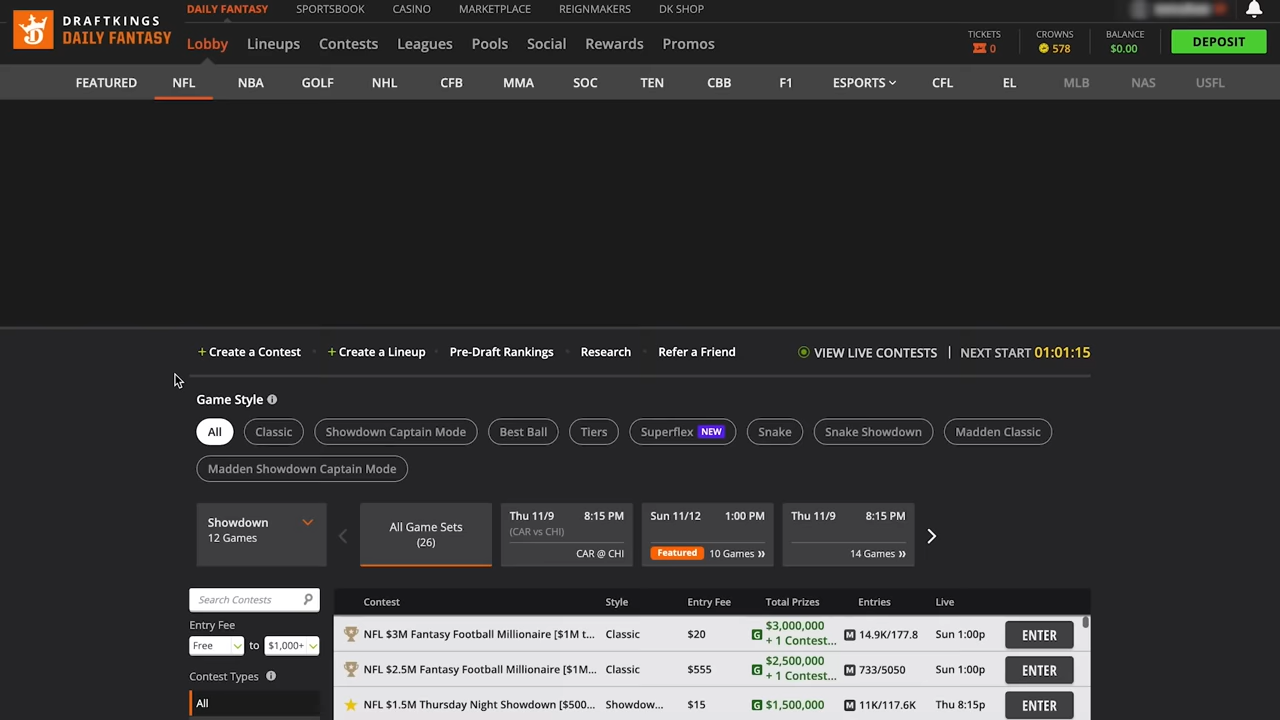 DAILY FANTASY SPORTSBOOK CASINO MARKETPLACE REIGNMAKERS DK SHOP
DRAFTKINGS
DAILY FANTASY
Lobby Lineups Contests Leagues Pools Social Rewards Promos
TICKETS
0
CROWNS
578
BALANCE
$0.00
DEPOSIT
FEATURED NFL NBA GOLF NHL CFB MMA SOC TEN CBB F1 ESPORTS CFL EL MLB NAS USFL
+ Create a Contest + Create a Lineup Pre-Draft Rankings Research Refer a Friend VIEW LIVE CONTESTS | NEXT START 01:01:15
Game Style
All Classic Showdown Captain Mode Best Ball Tiers Superflex NEW Snake Snake Showdown Madden Classic
Madden Showdown Captain Mode
Showdown
12 Games
All Game Sets
(26)
Thu 11/9 8:15 PM
(CAR vs CHI)
CAR @ CHI
Sun 11/12 1:00 PM
Featured 10 Games »
Thu 11/9 8:15 PM
14 Games »
Search Contests
Entry Fee
Free to $1,000+
Contest Types
All
Contest Style Entry Fee Total Prizes Entries Live
NFL $3M Fantasy Football Millionaire [$1M t... Classic $20 G $3,000,000 + 1 Contest... M 14.9K/177.8 Sun 1:00p ENTER
NFL $2.5M Fantasy Football Millionaire [$1M... Classic $555 G $2,500,000 + 1 Contest... M 733/5050 Sun 1:00p ENTER
NFL $1.5M Thursday Night Showdown [$500... Showdow... $15 G $1,500,000 M 11K/117.6K Thu 8:15p ENTER